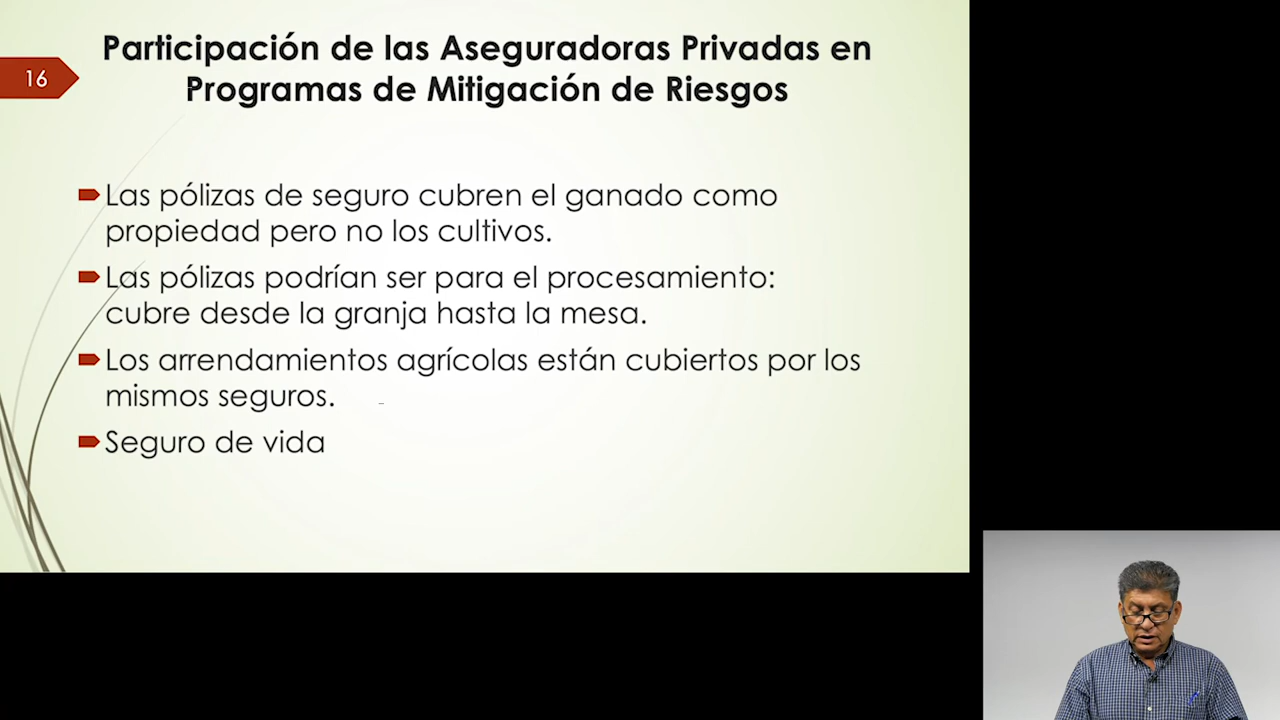 Participación de las Aseguradoras Privadas en
Programas de Mitigación de Riesgos
16
Las pólizas de seguro cubren el ganado como
propiedad pero no los cultivos.
Las pólizas podrían ser para el procesamiento:
cubre desde la granja hasta la mesa.
Los arrendamientos agrícolas están cubiertos por los
mismos seguros.
Seguro de vida